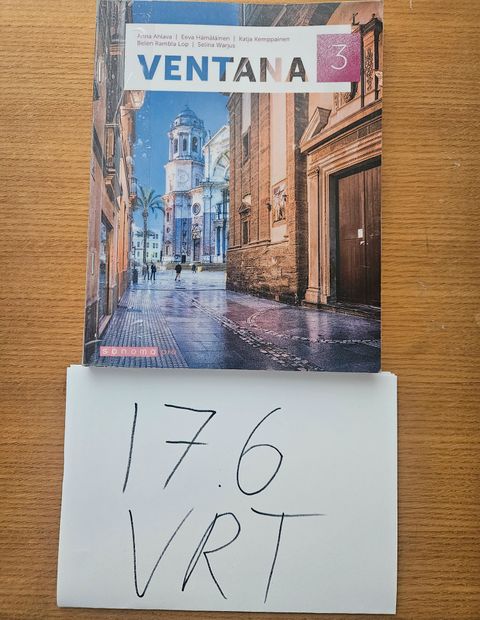 Anna Ahlava | Eeva Hämäläinen | Katja Kemppainen
Belén Rambla Lop | Selina Warjus
VENTANA 3
sanoma pro
17.6
VRT